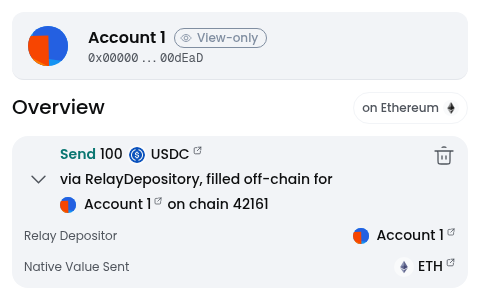 Account 1 View-only
0x00000...00dEaD
Overview
on Ethereum
Send 100 USDC
via RelayDepository, filled off-chain for
Account 1 on chain 42161
Relay Depositor Account 1
Native Value Sent ETH